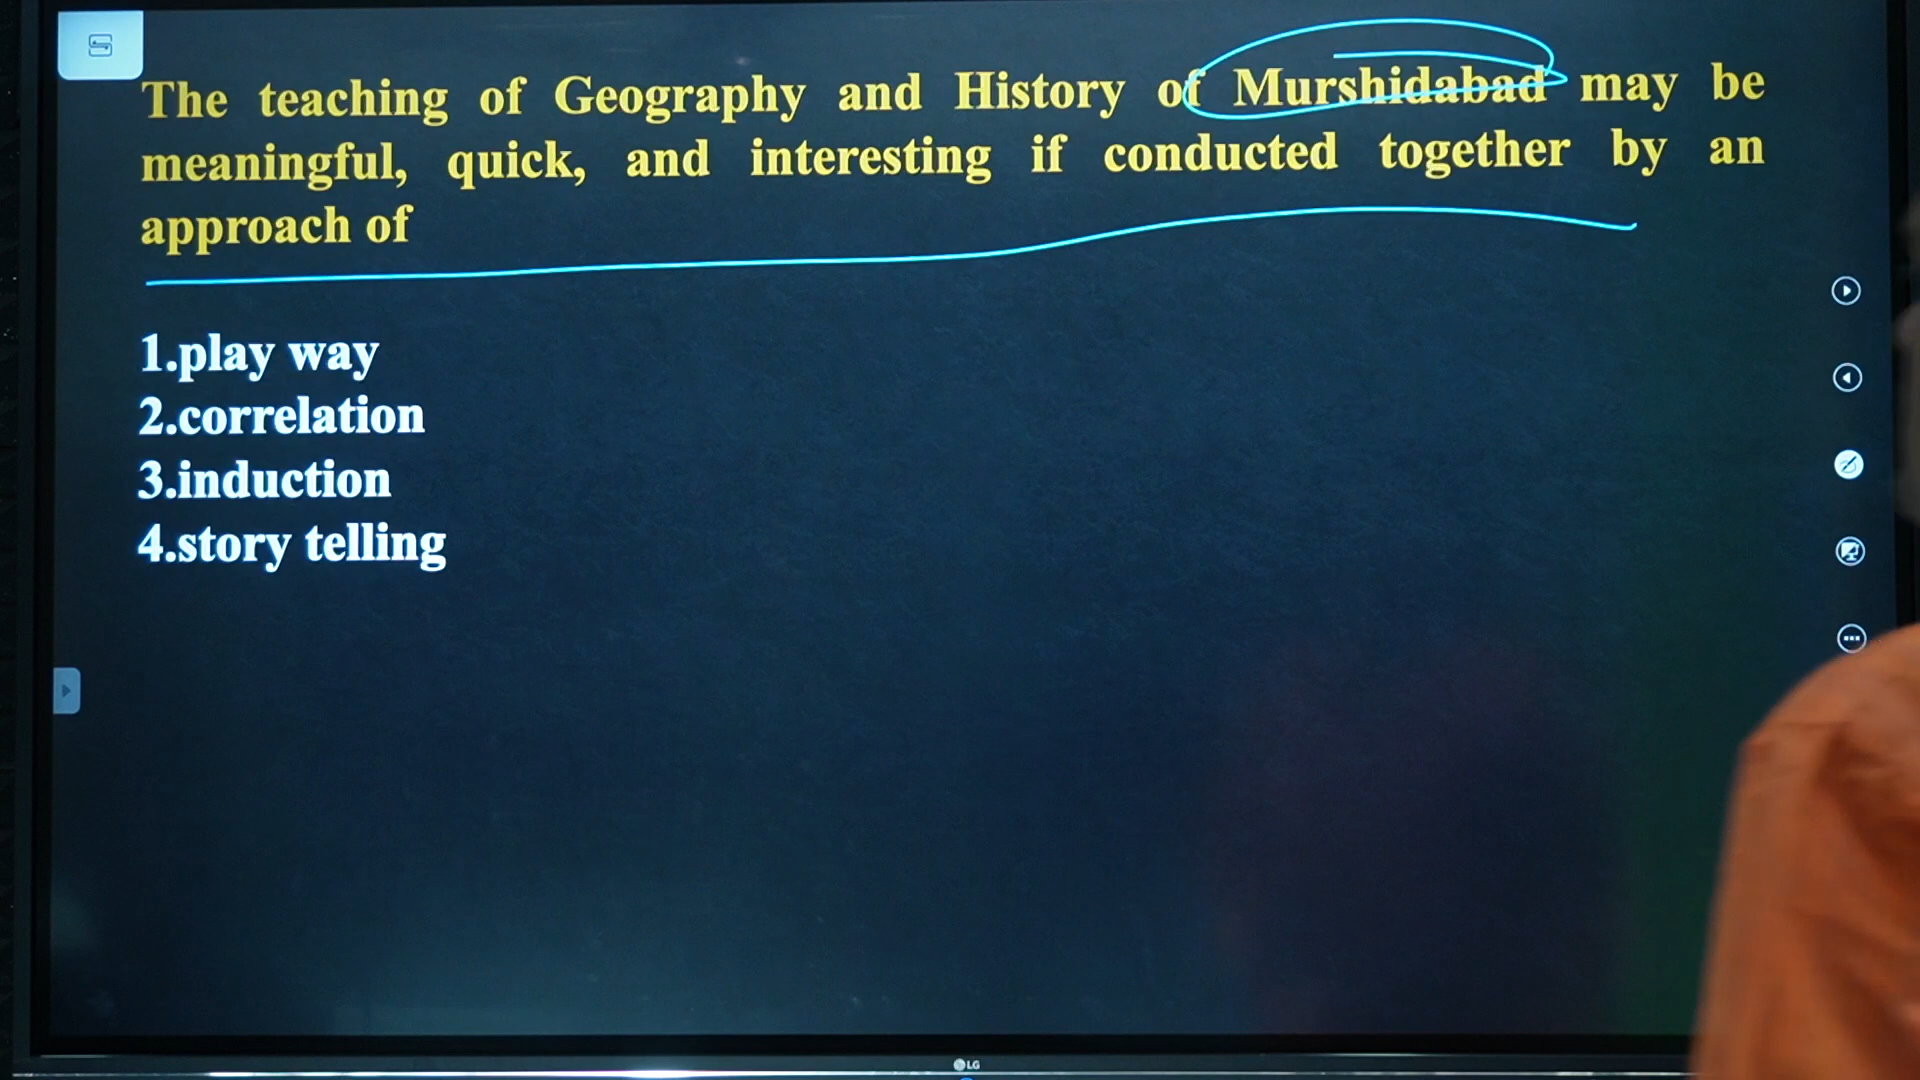 The teaching of Geography and History of Murshidabad may be
meaningful, quick, and interesting if conducted together by an
approach of
1.play way
2.correlation
3.induction
4.story telling
LG